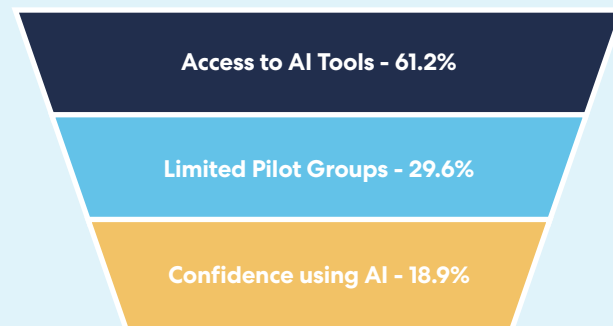 Access to AI Tools - 61.2%
Limited Pilot Groups - 29.6%
Confidence using AI - 18.9%